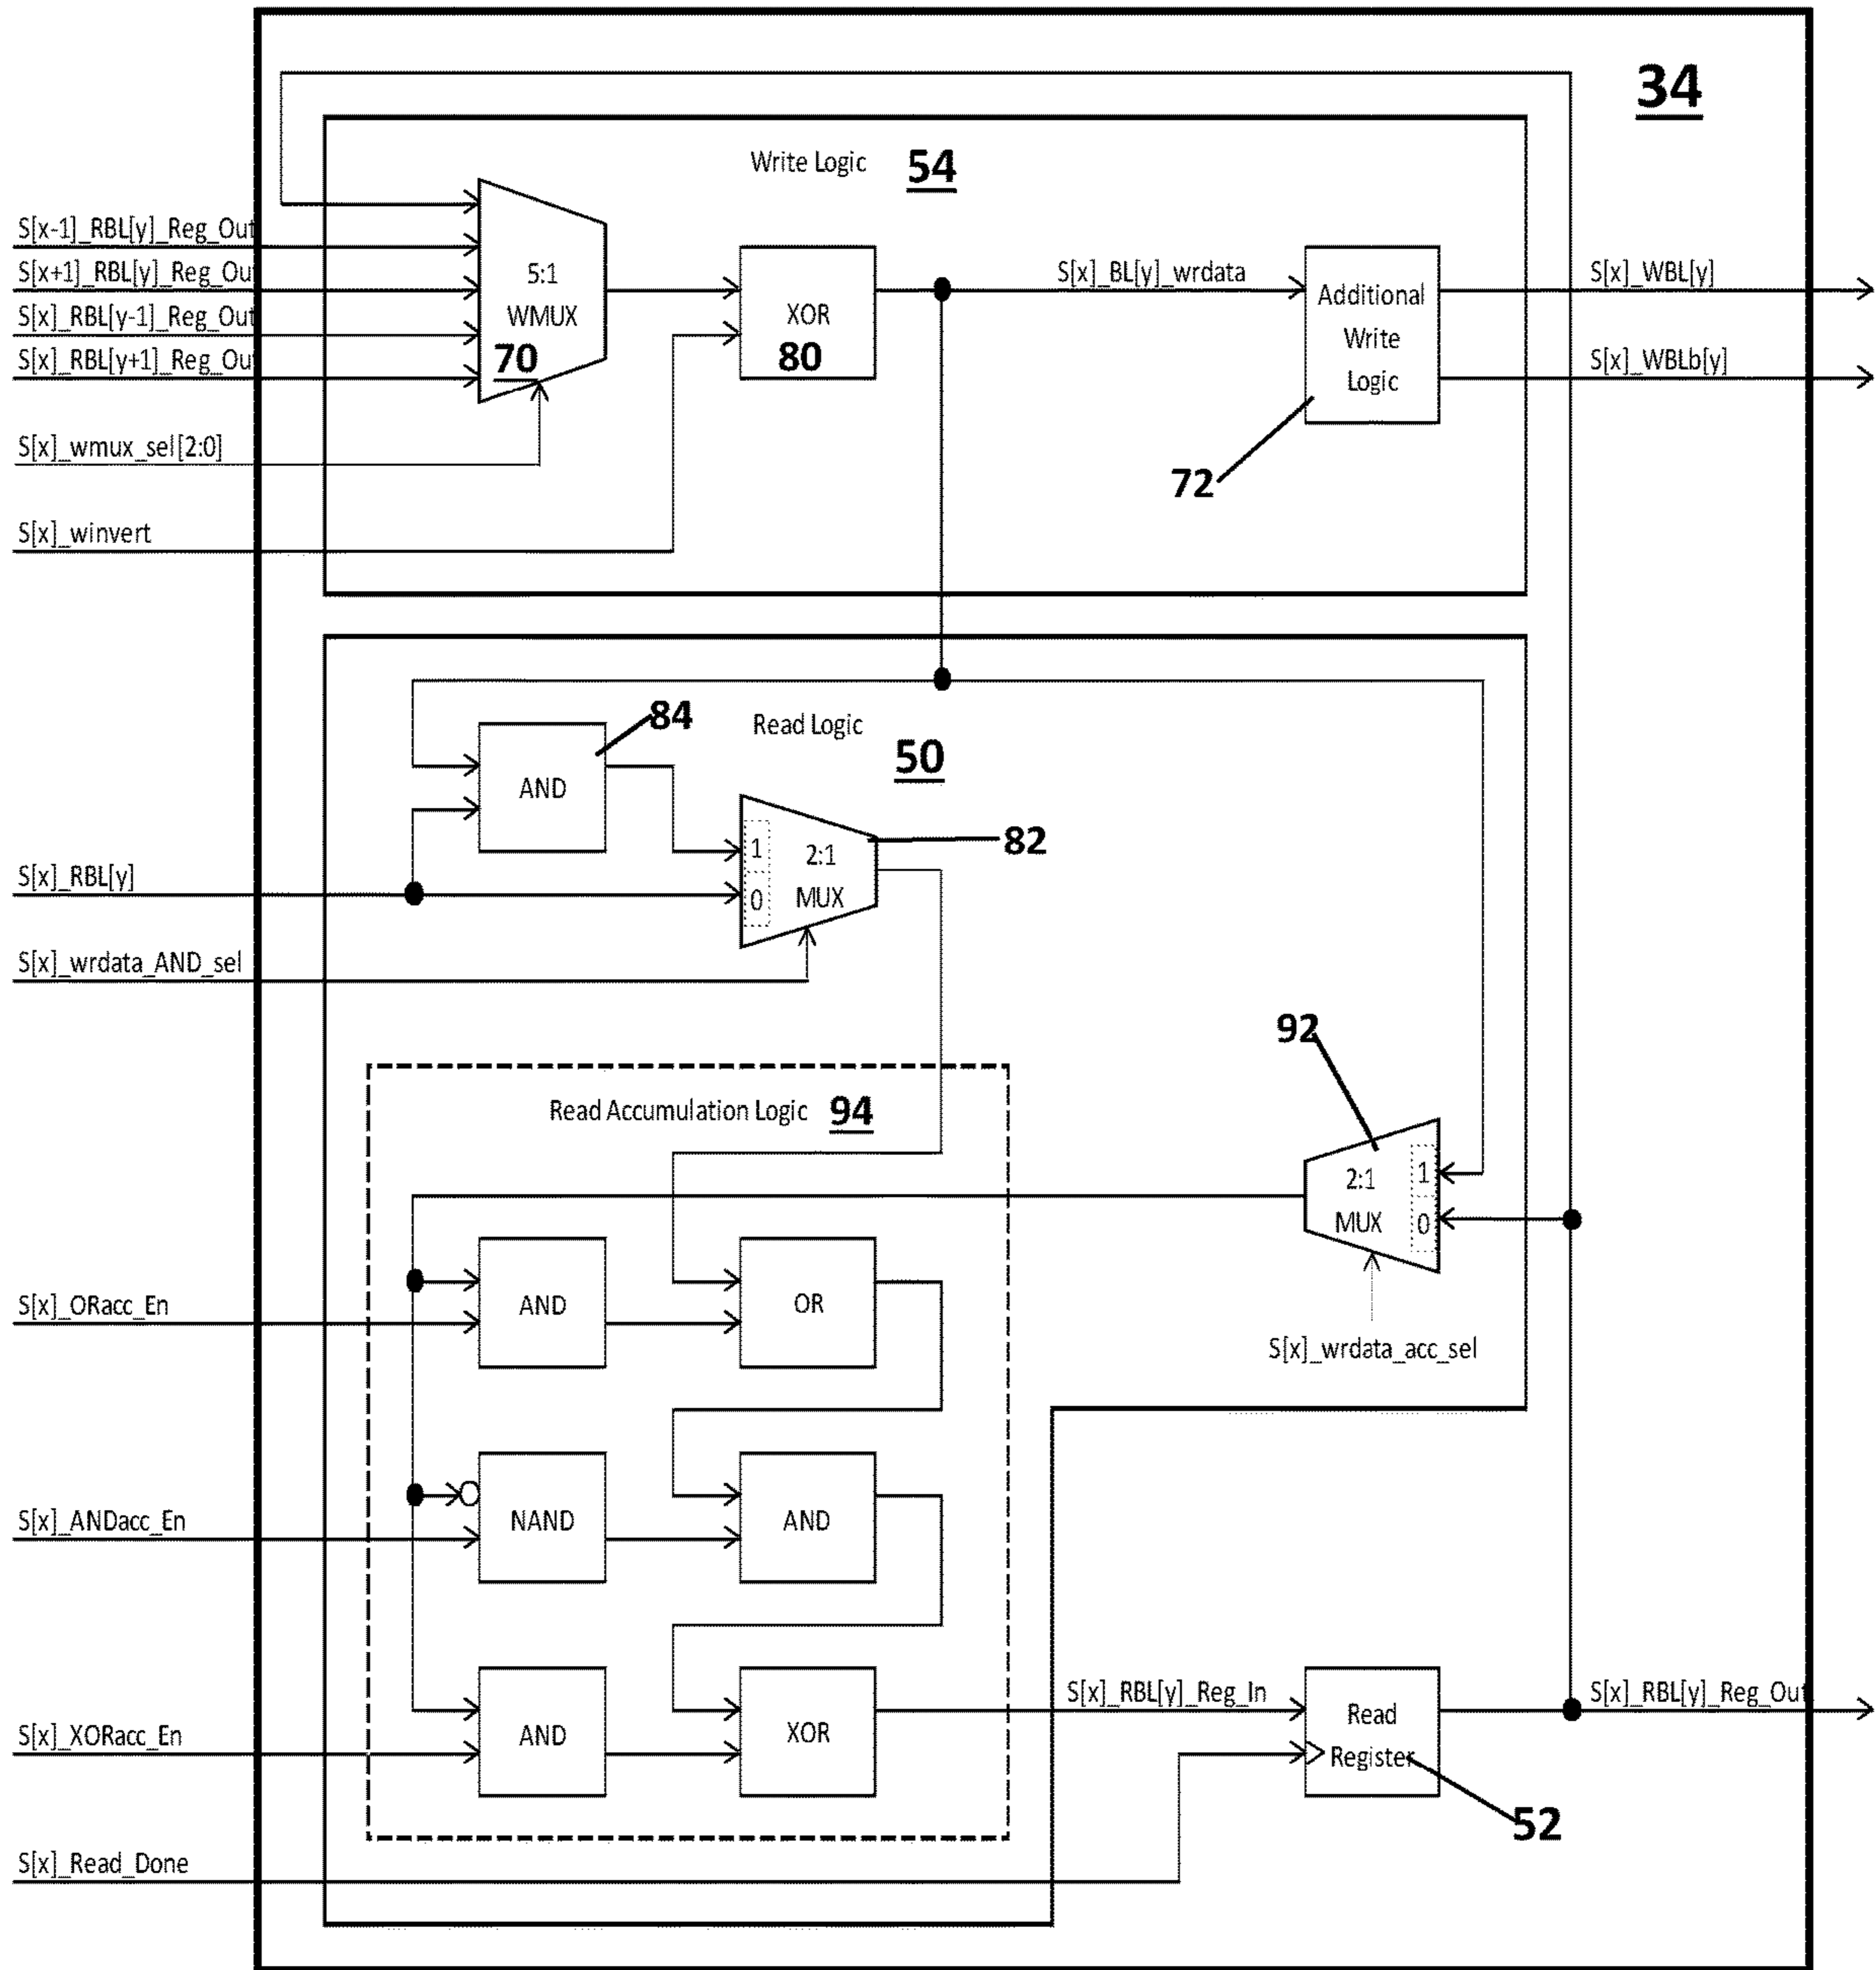 34
Write Logic 54
S[x-1]_RBL[y]_Reg_Out
S[x+1]_RBL[y]_Reg_Out
S[x]_RBL[y-1]_Reg_Out
S[x]_RBL[y+1]_Reg_Out
5:1
WMUX
70
XOR
80
S[x]_BL[y]_wrdata
Additional
Write
Logic
72
S[x]_WBL[y]
S[x]_WBLb[y]
S[x]_wmux_sel[2:0]
S[x]_winvert
Read Logic
50
84
AND
82
1
0
2:1
MUX
S[x]_RBL[y]
S[x]_wrdata_AND_sel
92
2:1
MUX
1
0
S[x]_wrdata_acc_sel
Read Accumulation Logic 94
S[x]_ORacc_En
AND
OR
S[x]_ANDacc_En
NAND
AND
S[x]_XORacc_En
AND
XOR
S[x]_RBL[y]_Reg_In
Read
Register
52
S[x]_RBL[y]_Reg_Out
S[x]_Read_Done